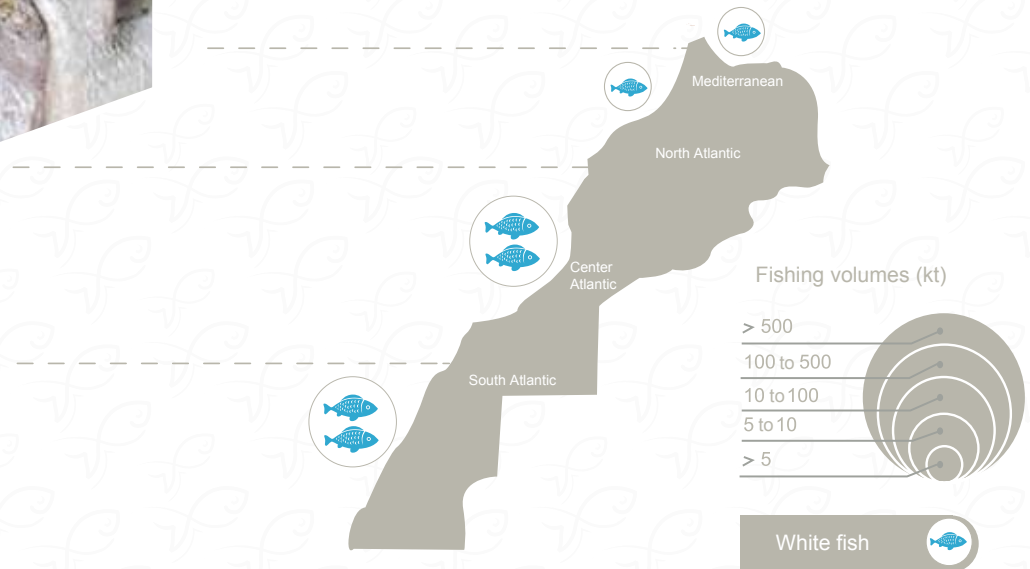 Mediterranean
North Atlantic
Center
Atlantic
South Atlantic
Fishing volumes (kt)
> 500
100 to 500
10 to 100
5 to 10
> 5
White fish